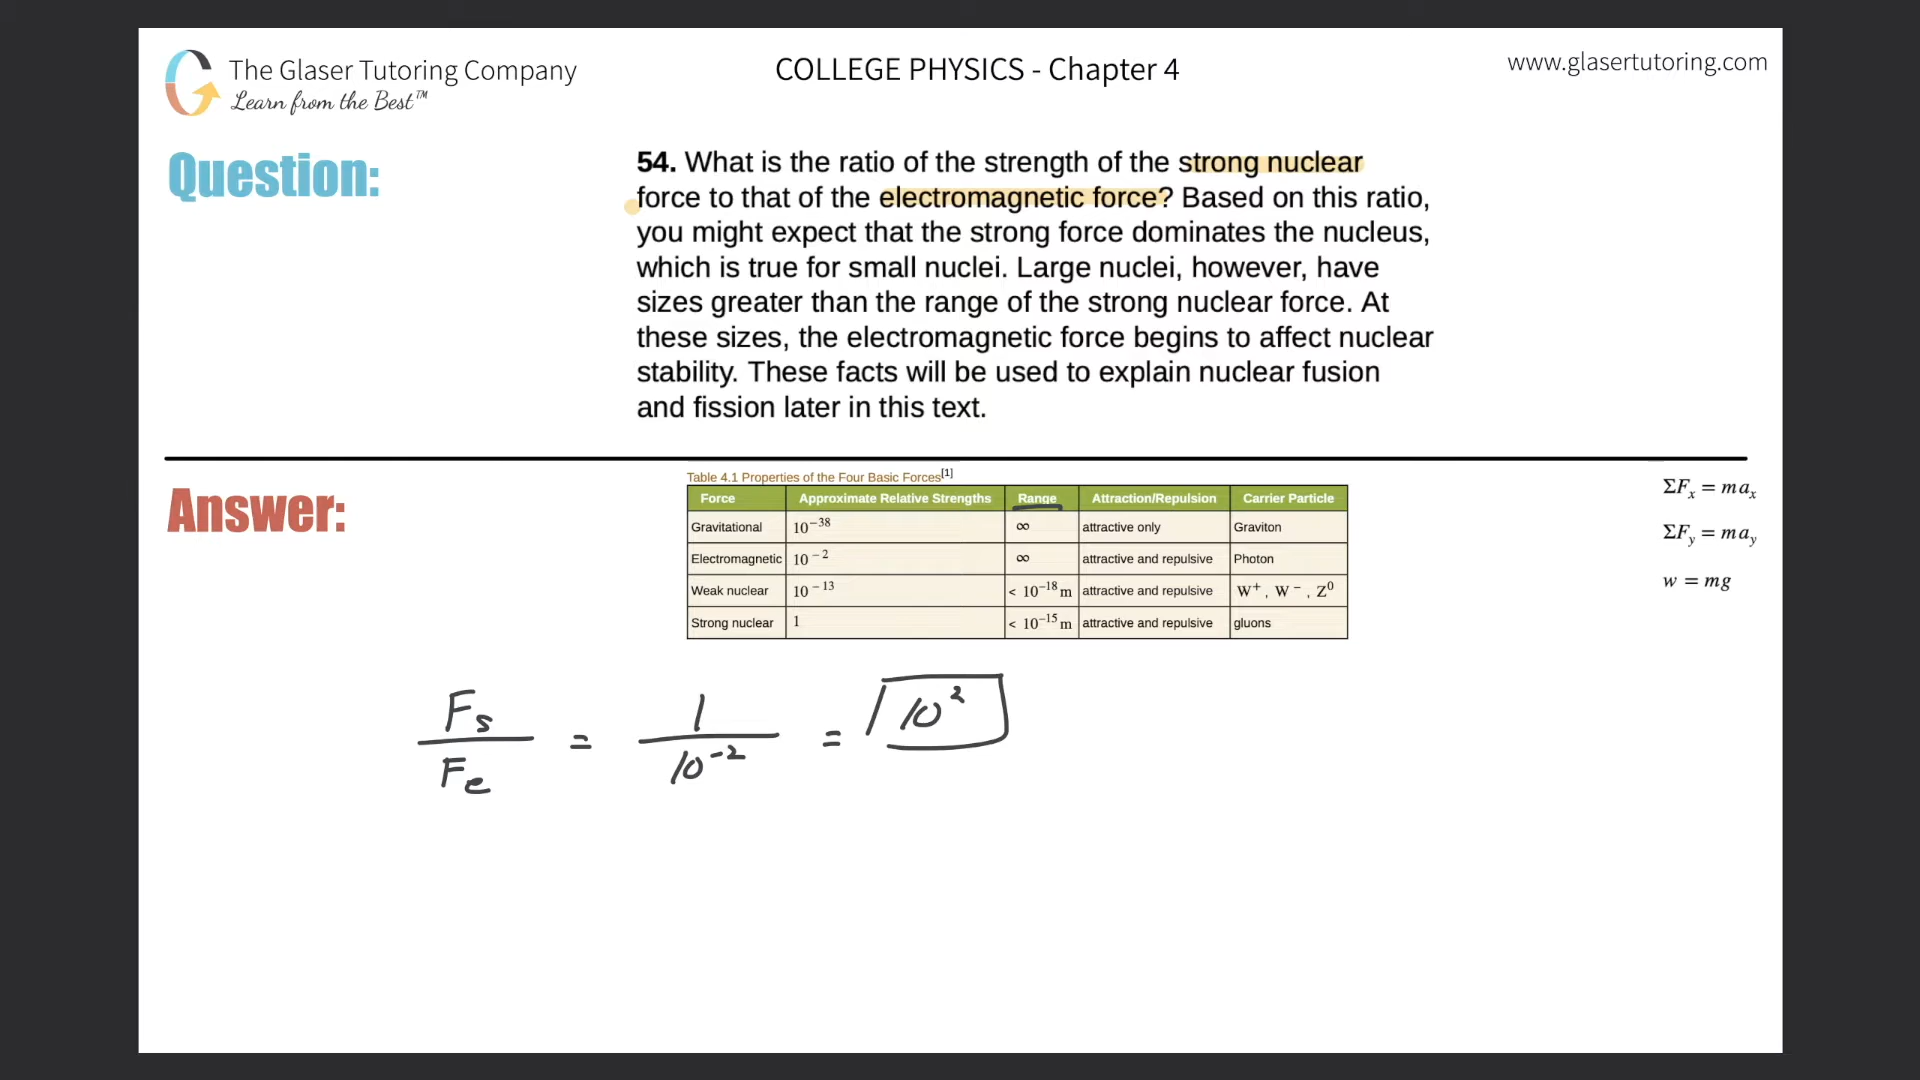 The Glaser Tutoring Company
Learn from the Best™
COLLEGE PHYSICS - Chapter 4
www.glasertutoring.com
Question:
54. What is the ratio of the strength of the strong nuclear
force to that of the electromagnetic force? Based on this ratio,
you might expect that the strong force dominates the nucleus,
which is true for small nuclei. Large nuclei, however, have
sizes greater than the range of the strong nuclear force. At
these sizes, the electromagnetic force begins to affect nuclear
stability. These facts will be used to explain nuclear fusion
and fission later in this text.
Answer:
Table 4.1 Properties of the Four Basic Forces[1]
Force Approximate Relative Strengths Range Attraction/Repulsion Carrier Particle
Gravitational 10⁻³⁸ ∞ attractive only Graviton
Electromagnetic 10⁻² ∞ attractive and repulsive Photon
Weak nuclear 10⁻¹³ < 10⁻¹⁸ m attractive and repulsive W⁺, W⁻, Z⁰
Strong nuclear 1 < 10⁻¹⁵ m attractive and repulsive gluons
ΣFₓ = maₓ
ΣF_y = ma_y
w = mg
F_s / F_e = 1 / 10⁻² = 10²